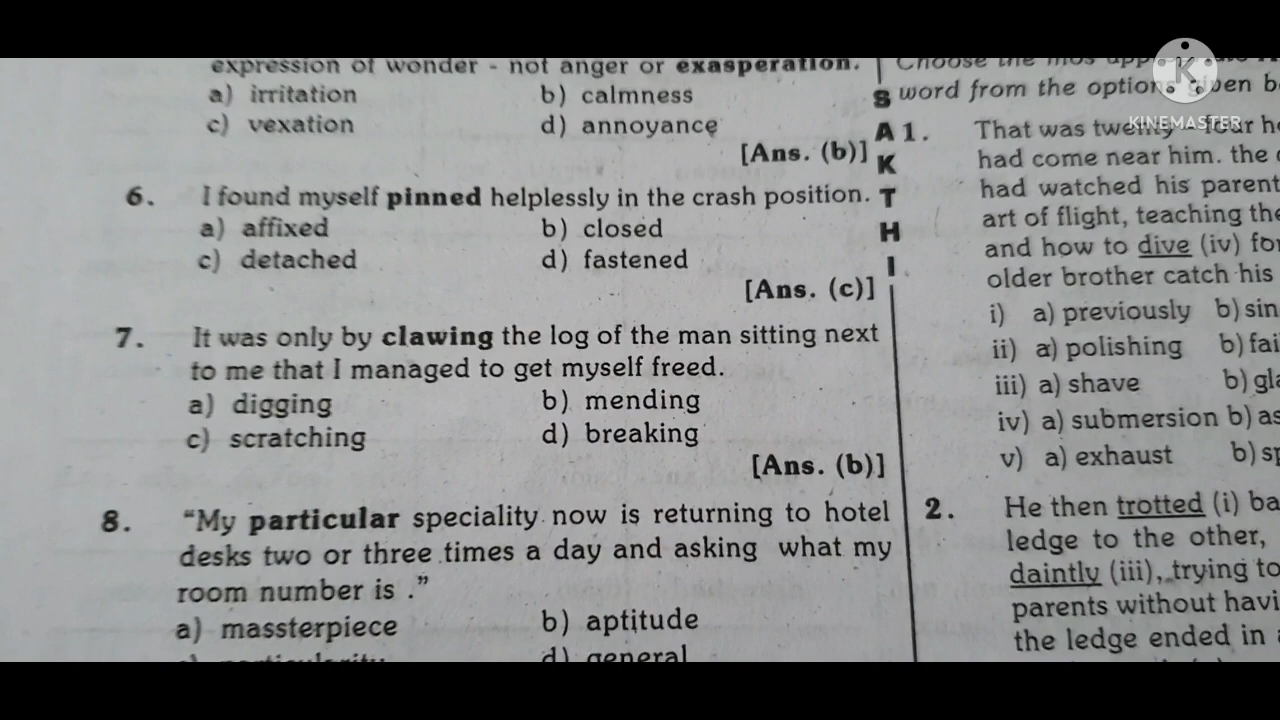 expression of wonder - not anger or exasperation.
a) irritation b) calmness
c) vexation d) annoyance
[Ans. (b)]
6. I found myself pinned helplessly in the crash position.
a) affixed b) closed
c) detached d) fastened
[Ans. (c)]
7. It was only by clawing the log of the man sitting next
to me that I managed to get myself freed.
a) digging b) mending
c) scratching d) breaking
[Ans. (b)]
8. "My particular speciality now is returning to hotel
desks two or three times a day and asking what my
room number is ."
a) massterpiece b) aptitude
c) particularity d) general
S
A
K
T
H
I
Choose the
word from the options given
1. That was twenty - four
had come near him. the
had watched his parent
art of flight, teaching
and how to dive (iv)
older brother catch his
i) a) previously b) sin
ii) a) polishing b) fai
iii) a) shave b) gla
iv) a) submersion b) as
v) a) exhaust b) sp
2. He then trotted (i) ba
ledge to the other,
daintly (iii), trying to
parents without havi
the ledge ended in
K
KINEMASTER